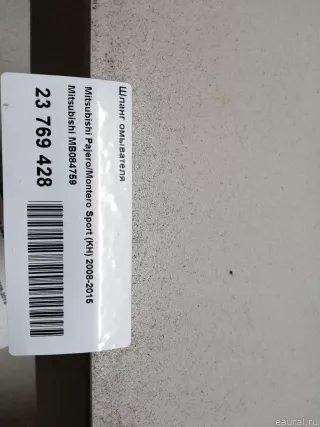 Шланг омывателя
Mitsubishi Pajero/Montero Sport (KH) 2008-2015
Mitsubishi MB084759
23 769 428
eaural.ru